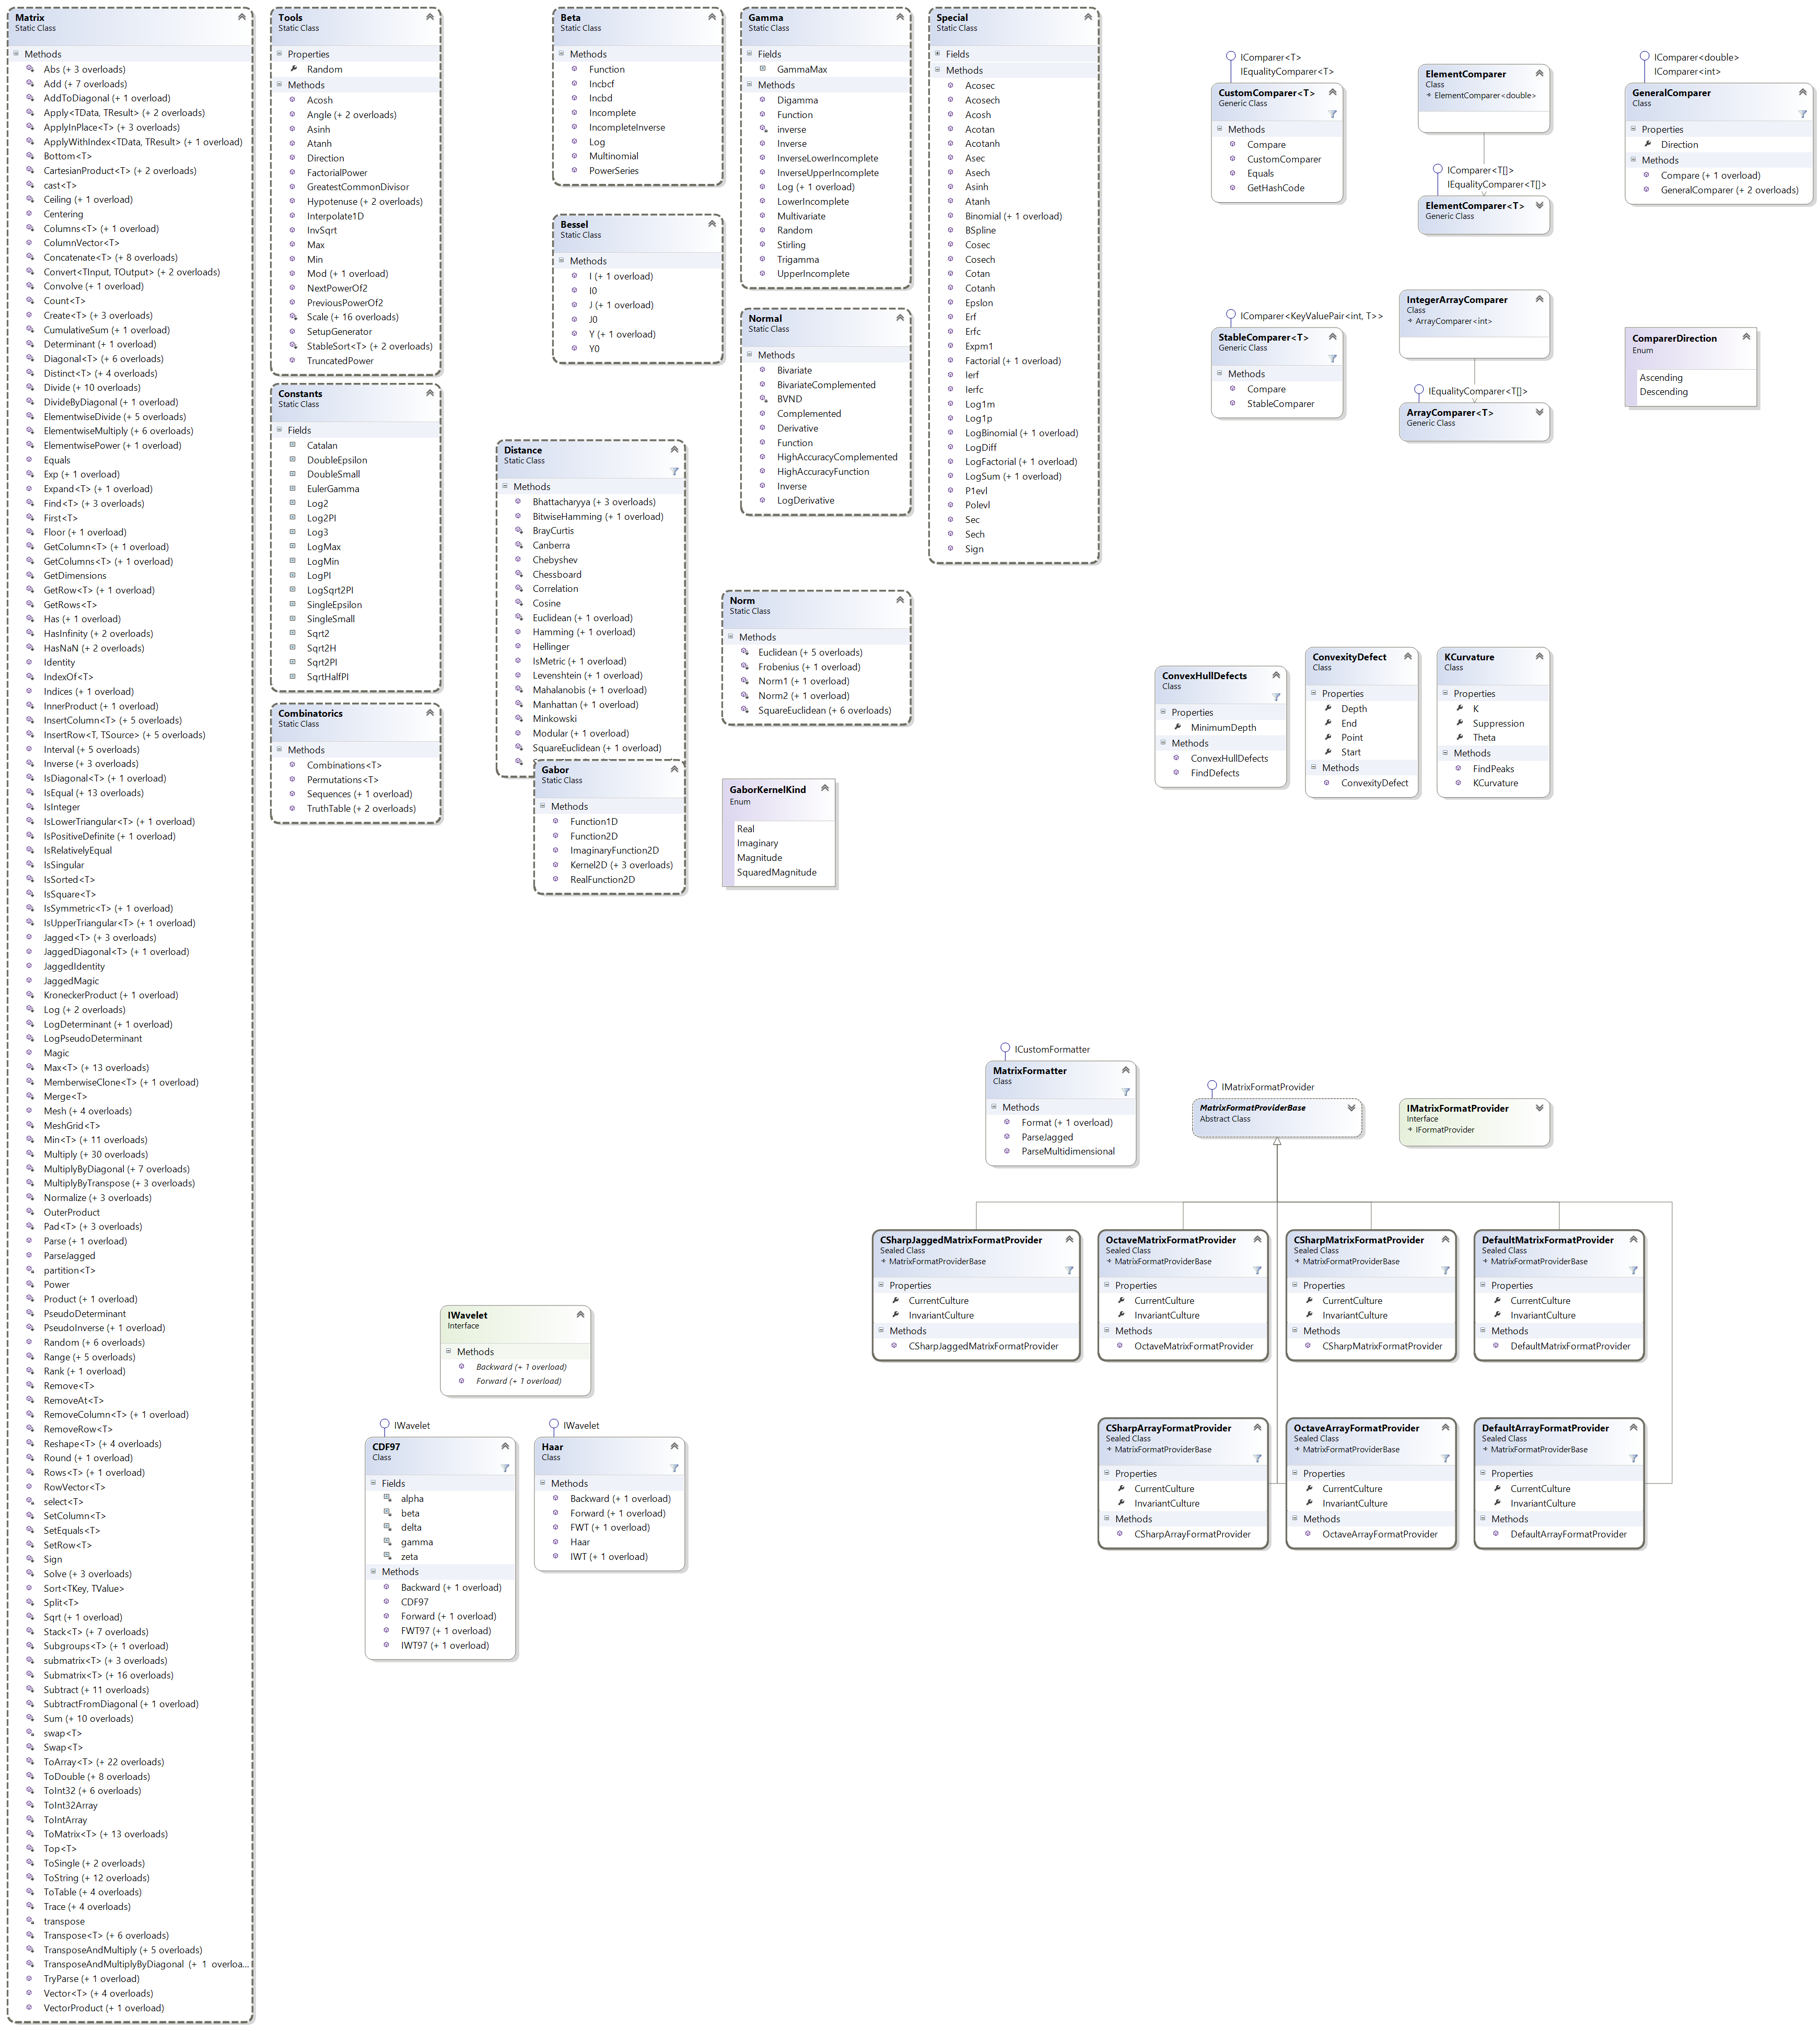 Matrix
Static Class
Methods
Abs (+ 3 overloads)
Add (+ 7 overloads)
AddToDiagonal (+ 1 overload)
Apply<TData, TResult> (+ 2 overloads)
ApplyInPlace<T> (+ 3 overloads)
ApplyWithIndex<TData, TResult> (+ 1 overload)
Bottom<T>
CartesianProduct<T> (+ 2 overloads)
cast<T>
Ceiling (+ 1 overload)
Centering
Columns<T> (+ 1 overload)
ColumnVector<T>
Concatenate<T> (+ 8 overloads)
Convert<TInput, TOutput> (+ 2 overloads)
Convolve (+ 1 overload)
Count<T>
Create<T> (+ 3 overloads)
CumulativeSum (+ 1 overload)
Determinant (+ 1 overload)
Diagonal<T> (+ 6 overloads)
Distinct<T> (+ 4 overloads)
Divide (+ 10 overloads)
DivideByDiagonal (+ 1 overload)
ElementwiseDivide (+ 5 overloads)
ElementwiseMultiply (+ 6 overloads)
ElementwisePower (+ 1 overload)
Equals
Exp (+ 1 overload)
Expand<T> (+ 1 overload)
Find<T> (+ 3 overloads)
First<T>
Floor (+ 1 overload)
GetColumn<T> (+ 1 overload)
GetColumns<T> (+ 1 overload)
GetDimensions
GetRow<T> (+ 1 overload)
GetRows<T>
Has (+ 1 overload)
HasInfinity (+ 2 overloads)
HasNaN (+ 2 overloads)
Identity
IndexOf<T>
Indices (+ 1 overload)
InnerProduct (+ 1 overload)
InsertColumn<T> (+ 5 overloads)
InsertRow<T, TSource> (+ 5 overloads)
Interval (+ 5 overloads)
Inverse (+ 3 overloads)
IsDiagonal<T> (+ 1 overload)
IsEqual (+ 13 overloads)
IsInteger
IsLowerTriangular<T> (+ 1 overload)
IsPositiveDefinite (+ 1 overload)
IsRelativelyEqual
IsSingular
IsSorted<T>
IsSquare<T>
IsSymmetric<T> (+ 1 overload)
IsUpperTriangular<T> (+ 1 overload)
Jagged<T> (+ 3 overloads)
JaggedDiagonal<T> (+ 1 overload)
JaggedIdentity
JaggedMagic
KroneckerProduct (+ 1 overload)
Log (+ 2 overloads)
LogDeterminant (+ 1 overload)
LogPseudoDeterminant
Magic
Max<T> (+ 13 overloads)
MemberwiseClone<T> (+ 1 overload)
Merge<T>
Mesh (+ 4 overloads)
MeshGrid<T>
Min<T> (+ 11 overloads)
Multiply (+ 30 overloads)
MultiplyByDiagonal (+ 7 overloads)
MultiplyByTranspose (+ 3 overloads)
Normalize (+ 3 overloads)
OuterProduct
Pad<T> (+ 3 overloads)
Parse (+ 1 overload)
ParseJagged
partition<T>
Power
Product (+ 1 overload)
PseudoDeterminant
PseudoInverse (+ 1 overload)
Random (+ 6 overloads)
Range (+ 5 overloads)
Rank (+ 1 overload)
Remove<T>
RemoveAt<T>
RemoveColumn<T> (+ 1 overload)
RemoveRow<T>
Reshape<T> (+ 4 overloads)
Round (+ 1 overload)
Rows<T> (+ 1 overload)
RowVector<T>
select<T>
SetColumn<T>
SetEquals<T>
SetRow<T>
Sign
Solve (+ 3 overloads)
Sort<TKey, TValue>
Split<T>
Sqrt (+ 1 overload)
Stack<T> (+ 7 overloads)
Subgroups<T> (+ 1 overload)
submatrix<T> (+ 3 overloads)
Submatrix<T> (+ 16 overloads)
Subtract (+ 11 overloads)
SubtractFromDiagonal (+ 1 overload)
Sum (+ 10 overloads)
swap<T>
Swap<T>
ToArray<T> (+ 22 overloads)
ToDouble (+ 8 overloads)
ToInt32 (+ 6 overloads)
ToInt32Array
ToIntArray
ToMatrix<T> (+ 13 overloads)
Top<T>
ToSingle (+ 2 overloads)
ToString (+ 12 overloads)
ToTable (+ 4 overloads)
Trace (+ 4 overloads)
transpose
Transpose<T> (+ 6 overloads)
TransposeAndMultiply (+ 5 overloads)
TransposeAndMultiplyByDiagonal (+ 1 overloa...
TryParse (+ 1 overload)
Vector<T> (+ 4 overloads)
VectorProduct (+ 1 overload)
Tools
Static Class
Properties
Random
Methods
Acosh
Angle (+ 2 overloads)
Asinh
Atanh
Direction
FactorialPower
GreatestCommonDivisor
Hypotenuse (+ 2 overloads)
Interpolate1D
InvSqrt
Max
Min
Mod (+ 1 overload)
NextPowerOf2
PreviousPowerOf2
Scale (+ 16 overloads)
SetupGenerator
StableSort<T> (+ 2 overloads)
TruncatedPower
Constants
Static Class
Fields
Catalan
DoubleEpsilon
DoubleSmall
EulerGamma
Log2
Log2PI
Log3
LogMax
LogMin
LogPI
LogSqrt2PI
SingleEpsilon
SingleSmall
Sqrt2
Sqrt2H
Sqrt2PI
SqrtHalfPI
Combinatorics
Static Class
Methods
Combinations<T>
Permutations<T>
Sequences (+ 1 overload)
TruthTable (+ 2 overloads)
Beta
Static Class
Methods
Function
Incbcf
Incbd
Incomplete
IncompleteInverse
Log
Multinomial
PowerSeries
Bessel
Static Class
Methods
I (+ 1 overload)
I0
J (+ 1 overload)
J0
Y (+ 1 overload)
Y0
Distance
Static Class
Methods
Bhattacharyya (+ 3 overloads)
BitwiseHamming (+ 1 overload)
BrayCurtis
Canberra
Chebyshev
Chessboard
Correlation
Cosine
Euclidean (+ 1 overload)
Hamming (+ 1 overload)
Hellinger
IsMetric (+ 1 overload)
Levenshtein (+ 1 overload)
Mahalanobis (+ 1 overload)
Manhattan (+ 1 overload)
Minkowski
Modular (+ 1 overload)
SquareEuclidean (+ 1 overload)
Gabor
Static Class
Methods
Function1D
Function2D
ImaginaryFunction2D
Kernel2D (+ 3 overloads)
RealFunction2D
Gamma
Static Class
Fields
GammaMax
Methods
Digamma
Function
inverse
Inverse
InverseLowerIncomplete
InverseUpperIncomplete
Log (+ 1 overload)
LowerIncomplete
Multivariate
Random
Stirling
Trigamma
UpperIncomplete
Normal
Static Class
Methods
Bivariate
BivariateComplemented
BVND
Complemented
Derivative
Function
HighAccuracyComplemented
HighAccuracyFunction
Inverse
LogDerivative
Norm
Static Class
Methods
Euclidean (+ 5 overloads)
Frobenius (+ 1 overload)
Norm1 (+ 1 overload)
Norm2 (+ 1 overload)
SquareEuclidean (+ 6 overloads)
GaborKernelKind
Enum
Real
Imaginary
Magnitude
SquaredMagnitude
Special
Static Class
Fields
Methods
Acosec
Acosech
Acosh
Acotan
Acotanh
Asec
Asech
Asinh
Atanh
Binomial (+ 1 overload)
BSpline
Cosec
Cosech
Cotan
Cotanh
Epslon
Erf
Erfc
Expm1
Factorial (+ 1 overload)
Ierf
Ierfc
Log1m
Log1p
LogBinomial (+ 1 overload)
LogDiff
LogFactorial (+ 1 overload)
LogSum (+ 1 overload)
P1evl
Polevl
Sec
Sech
Sign
IComparer<T>
IEqualityComparer<T>
CustomComparer<T>
Generic Class
Methods
Compare
CustomComparer
Equals
GetHashCode
ElementComparer
Class
ElementComparer<double>
IComparer<T[]>
IEqualityComparer<T[]>
ElementComparer<T>
Generic Class
IComparer<double>
IComparer<int>
GeneralComparer
Class
Properties
Direction
Methods
Compare (+ 1 overload)
GeneralComparer (+ 2 overloads)
IComparer<KeyValuePair<int, T>>
StableComparer<T>
Generic Class
Methods
Compare
StableComparer
IntegerArrayComparer
Class
ArrayComparer<int>
IEqualityComparer<T[]>
ArrayComparer<T>
Generic Class
ComparerDirection
Enum
Ascending
Descending
ConvexHullDefects
Class
Properties
MinimumDepth
Methods
ConvexHullDefects
FindDefects
ConvexityDefect
Class
Properties
Depth
End
Point
Start
Methods
ConvexityDefect
KCurvature
Class
Properties
K
Suppression
Theta
Methods
FindPeaks
KCurvature
ICustomFormatter
MatrixFormatter
Class
Methods
Format (+ 1 overload)
ParseJagged
ParseMultidimensional
IMatrixFormatProvider
MatrixFormatProviderBase
Abstract Class
IMatrixFormatProvider
Interface
IFormatProvider
CSharpJaggedMatrixFormatProvider
Sealed Class
MatrixFormatProviderBase
Properties
CurrentCulture
InvariantCulture
Methods
CSharpJaggedMatrixFormatProvider
OctaveMatrixFormatProvider
Sealed Class
MatrixFormatProviderBase
Properties
CurrentCulture
InvariantCulture
Methods
OctaveMatrixFormatProvider
CSharpMatrixFormatProvider
Sealed Class
MatrixFormatProviderBase
Properties
CurrentCulture
InvariantCulture
Methods
CSharpMatrixFormatProvider
DefaultMatrixFormatProvider
Sealed Class
MatrixFormatProviderBase
Properties
CurrentCulture
InvariantCulture
Methods
DefaultMatrixFormatProvider
CSharpArrayFormatProvider
Sealed Class
MatrixFormatProviderBase
Properties
CurrentCulture
InvariantCulture
Methods
CSharpArrayFormatProvider
OctaveArrayFormatProvider
Sealed Class
MatrixFormatProviderBase
Properties
CurrentCulture
InvariantCulture
Methods
OctaveArrayFormatProvider
DefaultArrayFormatProvider
Sealed Class
MatrixFormatProviderBase
Properties
CurrentCulture
InvariantCulture
Methods
DefaultArrayFormatProvider
IWavelet
Interface
Methods
Backward (+ 1 overload)
Forward (+ 1 overload)
IWavelet
CDF97
Class
Fields
alpha
beta
delta
gamma
zeta
Methods
Backward (+ 1 overload)
CDF97
Forward (+ 1 overload)
FWT97 (+ 1 overload)
IWT97 (+ 1 overload)
IWavelet
Haar
Class
Methods
Backward (+ 1 overload)
Forward (+ 1 overload)
FWT (+ 1 overload)
Haar
IWT (+ 1 overload)